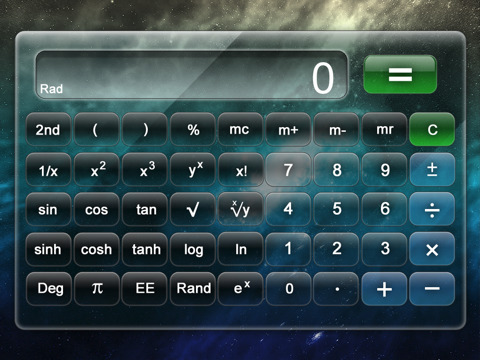 0 =
Rad
2nd ( ) % mc m+ m- mr C
1/x x² x³ yˣ x! 7 8 9 ±
sin cos tan √ ˣ√y 4 5 6 ÷
sinh cosh tanh log ln 1 2 3 ×
Deg π EE Rand eˣ 0 . + −